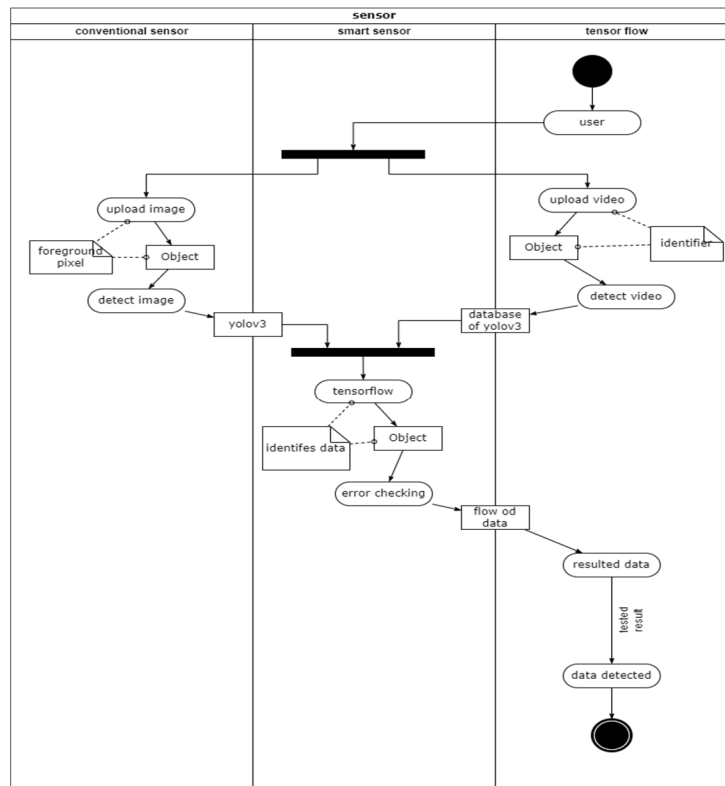 sensor
conventional sensor
smart sensor
tensor flow
user
upload image
upload video
foreground
pixel
Object
Object
identifier
detect image
detect video
yolov3
database
of yolov3
tensorflow
identifes data
Object
error checking
flow od
data
resulted data
tested
result
data detected